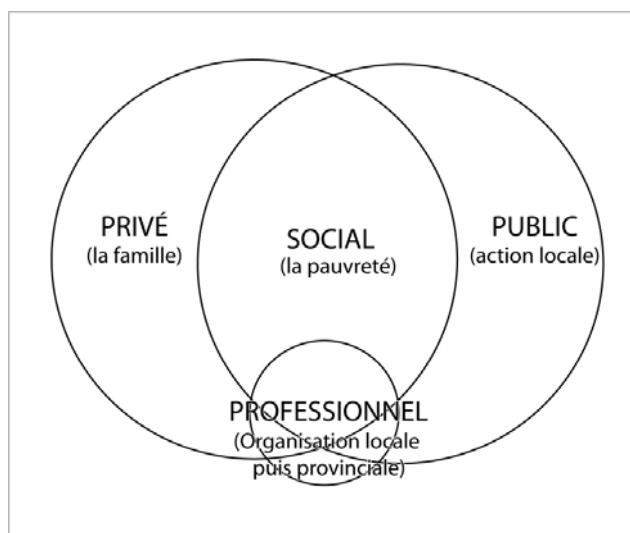 PRIVÉ
(la famille)
SOCIAL
(la pauvreté)
PUBLIC
(action locale)
PROFESSIONNEL
(Organisation locale
puis provinciale)